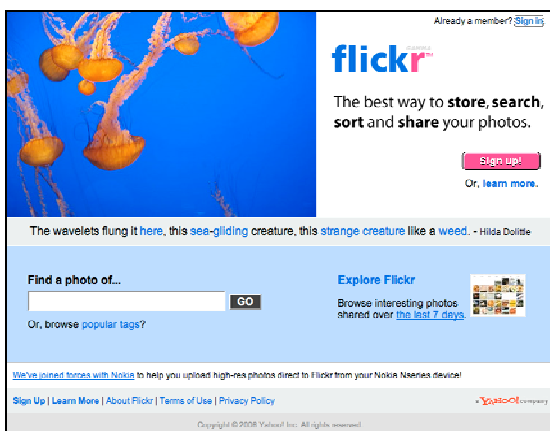 Already a member? Sign in
flickr
The best way to store, search,
sort and share your photos.
Sign up!
Or, learn more.
The wavelets flung it here, this sea-gliding creature, this strange creature like a weed. - Hilda Dolittle
Find a photo of...
GO
Or, browse popular tags?
Explore Flickr
Browse interesting photos
shared over the last 7 days.
We've joined forces with Nokia to help you upload high-res photos direct to Flickr from your Nokia Nseries device!
Sign Up | Learn More | About Flickr | Terms of Use | Privacy Policy
a YAHOO! company
Copyright © 2006 Yahoo! Inc. All rights reserved.